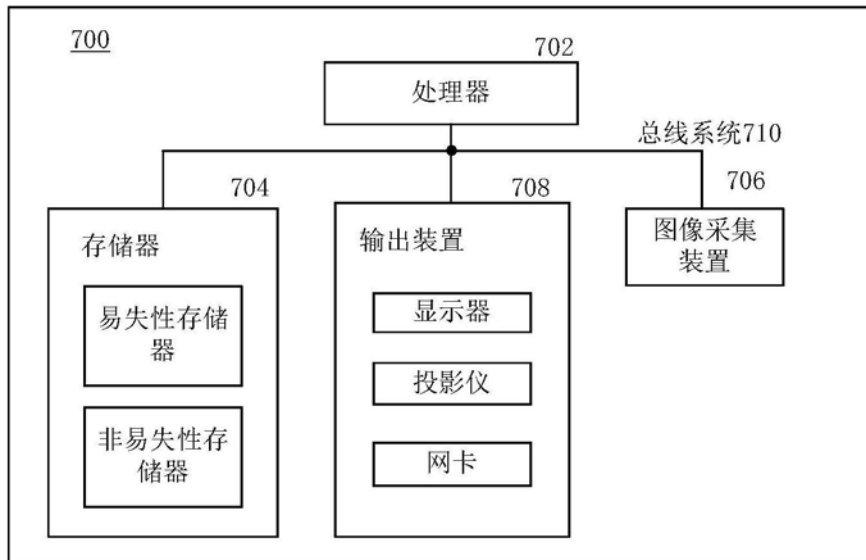 700
702
处理器
总线系统710
704
708
706
存储器
输出装置
图像采集
装置
易失性存储
器
显示器
投影仪
非易失性存
储器
网卡